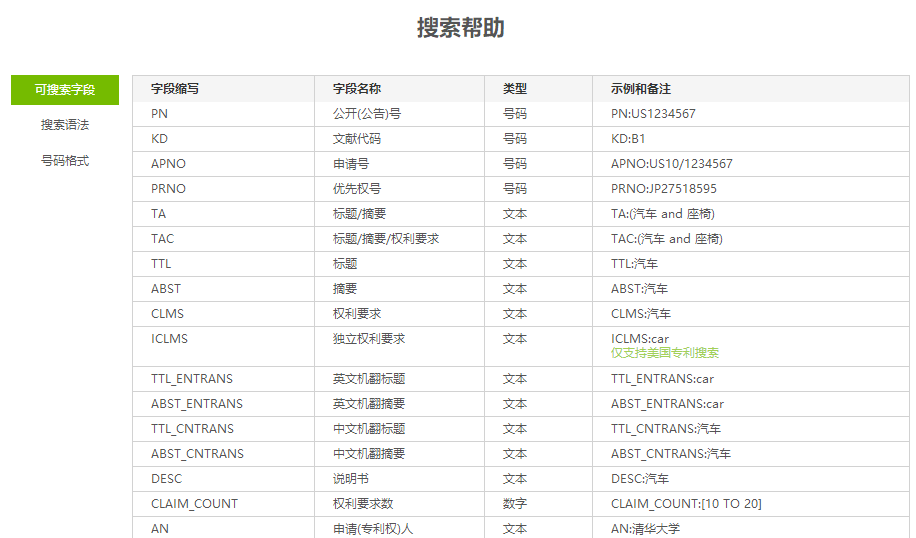 搜索帮助
可搜索字段
搜索语法
号码格式
字段缩写 字段名称 类型 示例和备注
PN 公开(公告)号 号码 PN:US1234567
KD 文献代码 号码 KD:B1
APNO 申请号 号码 APNO:US10/1234567
PRNO 优先权号 号码 PRNO:JP27518595
TA 标题/摘要 文本 TA:(汽车 and 座椅)
TAC 标题/摘要/权利要求 文本 TAC:(汽车 and 座椅)
TTL 标题 文本 TTL:汽车
ABST 摘要 文本 ABST:汽车
CLMS 权利要求 文本 CLMS:汽车
ICLMS 独立权利要求 文本 ICLMS:car
仅支持美国专利搜索
TTL_ENTRANS 英文机翻标题 文本 TTL_ENTRANS:car
ABST_ENTRANS 英文机翻摘要 文本 ABST_ENTRANS:car
TTL_CNTRANS 中文机翻标题 文本 TTL_CNTRANS:汽车
ABST_CNTRANS 中文机翻摘要 文本 ABST_CNTRANS:汽车
DESC 说明书 文本 DESC:汽车
CLAIM_COUNT 权利要求数 数字 CLAIM_COUNT:[10 TO 20]
AN 申请(专利权)人 文本 AN:清华大学